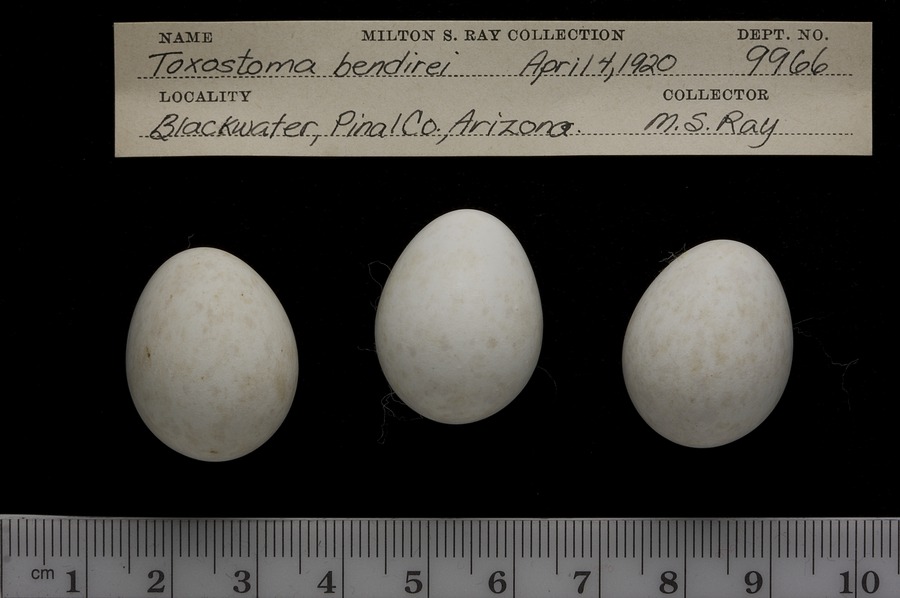 NAME MILTON S. RAY COLLECTION DEPT. NO.
Toxostoma bendirei April 4, 1920 9966
LOCALITY COLLECTOR
Blackwater, Pinal Co., Arizona. M. S. Ray
cm 1 2 3 4 5 6 7 8 9 10